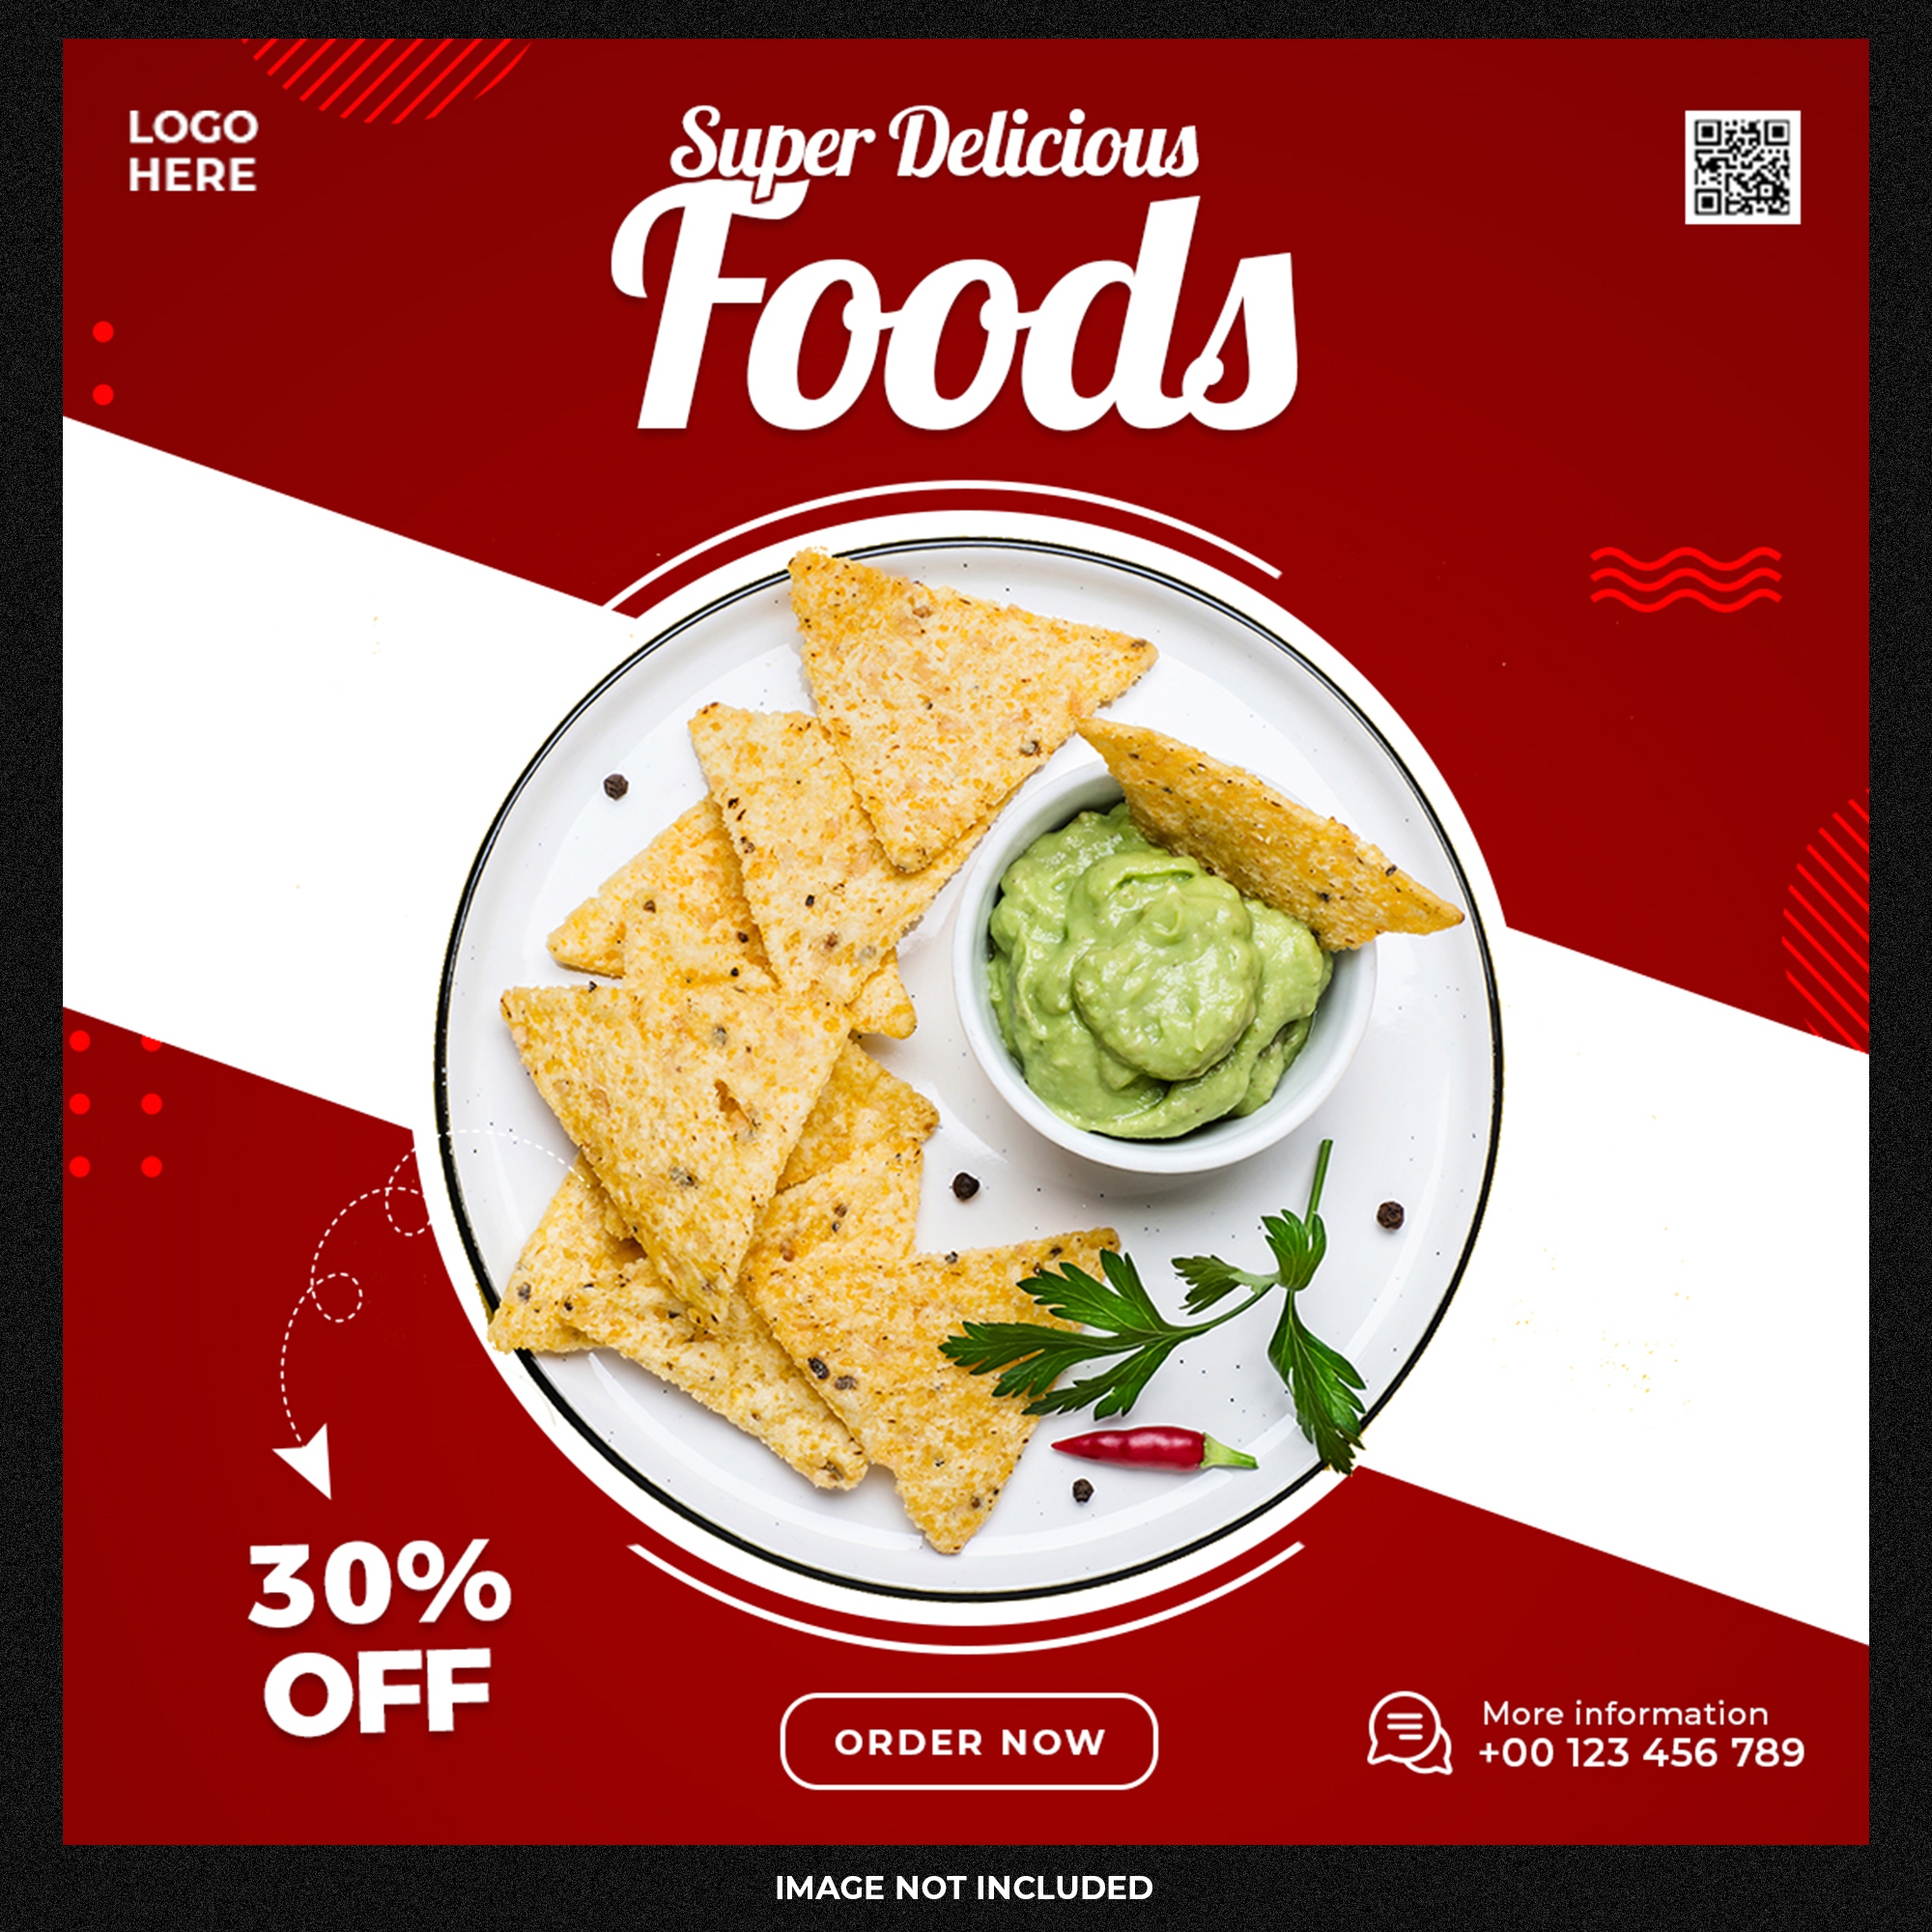 LOGO
HERE
Super Delicious
Foods
30%
OFF
ORDER NOW
More information
+00 123 456 789
IMAGE NOT INCLUDED